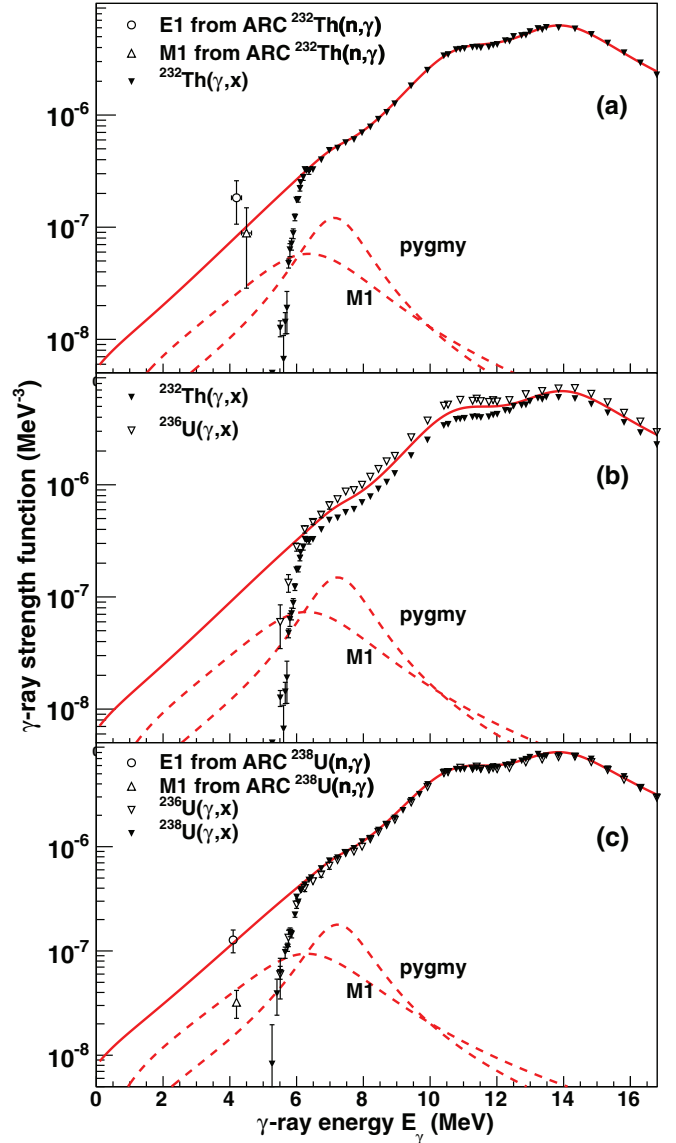 E1 from ARC ²³²Th(n,γ)
M1 from ARC ²³²Th(n,γ)
²³²Th(γ,x)
(a)
10⁻⁶
10⁻⁷
10⁻⁸
pygmy
M1
²³²Th(γ,x)
²³⁶U(γ,x)
(b)
10⁻⁶
10⁻⁷
10⁻⁸
pygmy
M1
γ-ray strength function (MeV⁻³)
E1 from ARC ²³⁸U(n,γ)
M1 from ARC ²³⁸U(n,γ)
²³⁶U(γ,x)
²³⁸U(γ,x)
(c)
10⁻⁶
10⁻⁷
10⁻⁸
pygmy
M1
0 2 4 6 8 10 12 14 16
γ-ray energy E_γ (MeV)